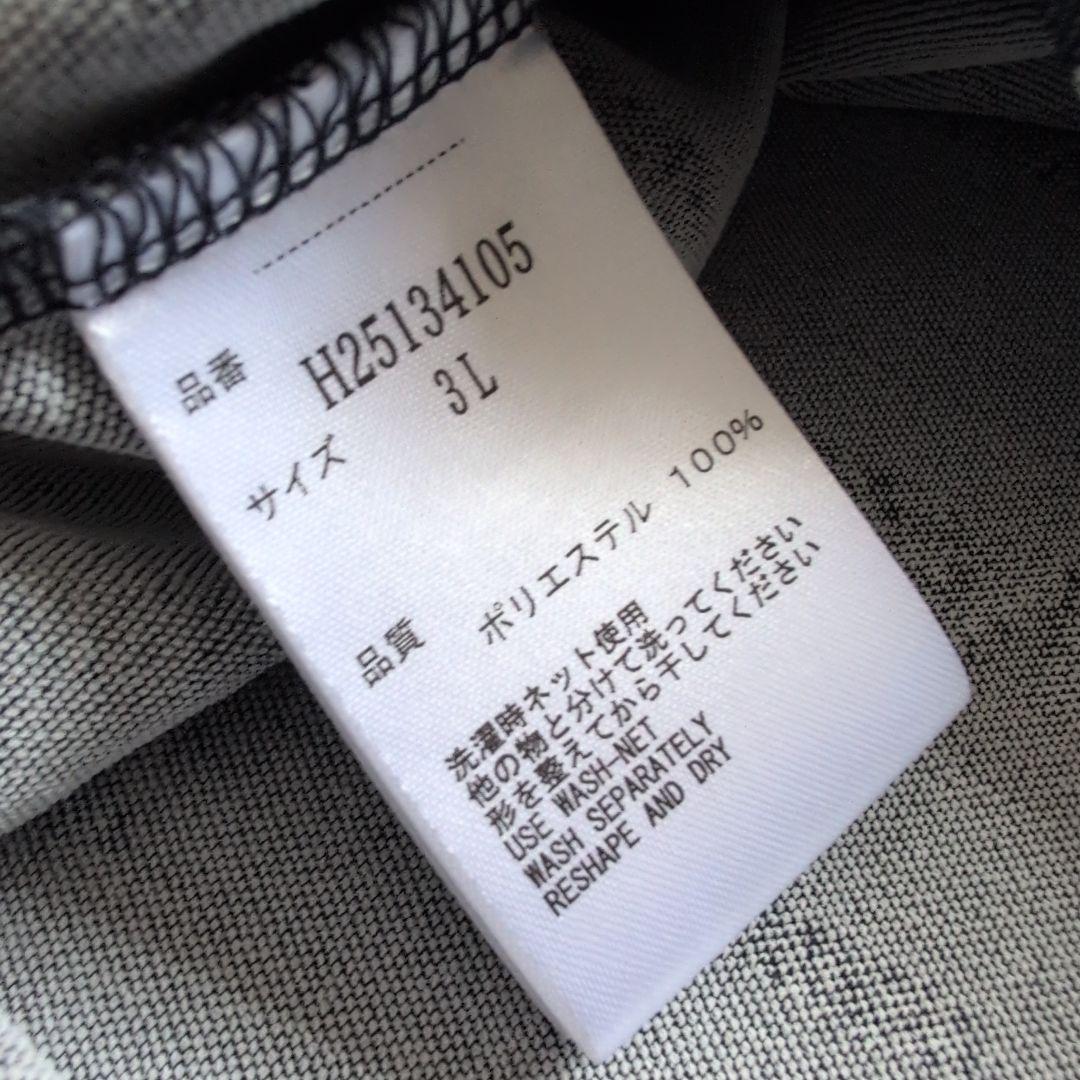 品番 H25134105
サイズ 3L
品質 ポリエステル 100%
洗濯時ネット使用
他の物と分けて洗ってください
形を整えてから干してください
USE WASH-NET
WASH SEPARATELY
RESHAPE AND DRY